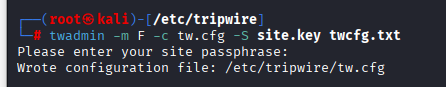 ┌──(root㉿kali)-[/etc/tripwire]
└─# twadmin -m F -c tw.cfg -S site.key twcfg.txt
Please enter your site passphrase:
Wrote configuration file: /etc/tripwire/tw.cfg